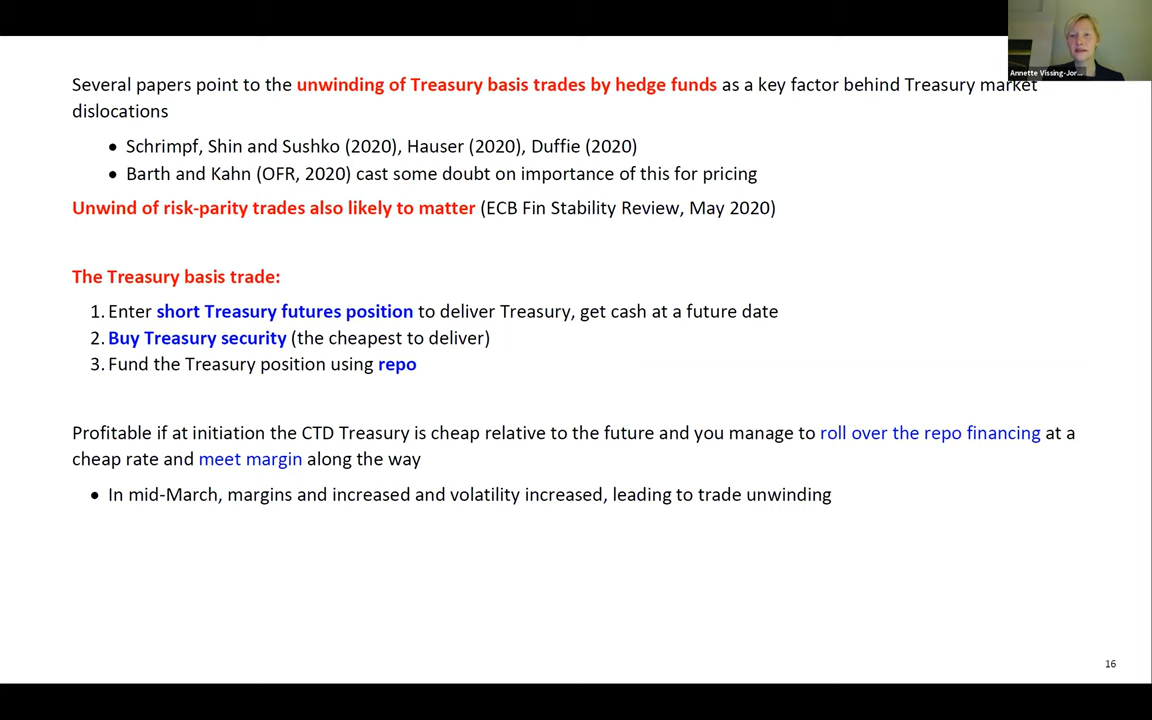 Annette Vissing-Jor...
Several papers point to the unwinding of Treasury basis trades by hedge funds as a key factor behind Treasury market
dislocations
• Schrimpf, Shin and Sushko (2020), Hauser (2020), Duffie (2020)
• Barth and Kahn (OFR, 2020) cast some doubt on importance of this for pricing
Unwind of risk-parity trades also likely to matter (ECB Fin Stability Review, May 2020)
The Treasury basis trade:
1. Enter short Treasury futures position to deliver Treasury, get cash at a future date
2. Buy Treasury security (the cheapest to deliver)
3. Fund the Treasury position using repo
Profitable if at initiation the CTD Treasury is cheap relative to the future and you manage to roll over the repo financing at a
cheap rate and meet margin along the way
• In mid-March, margins and increased and volatility increased, leading to trade unwinding
16